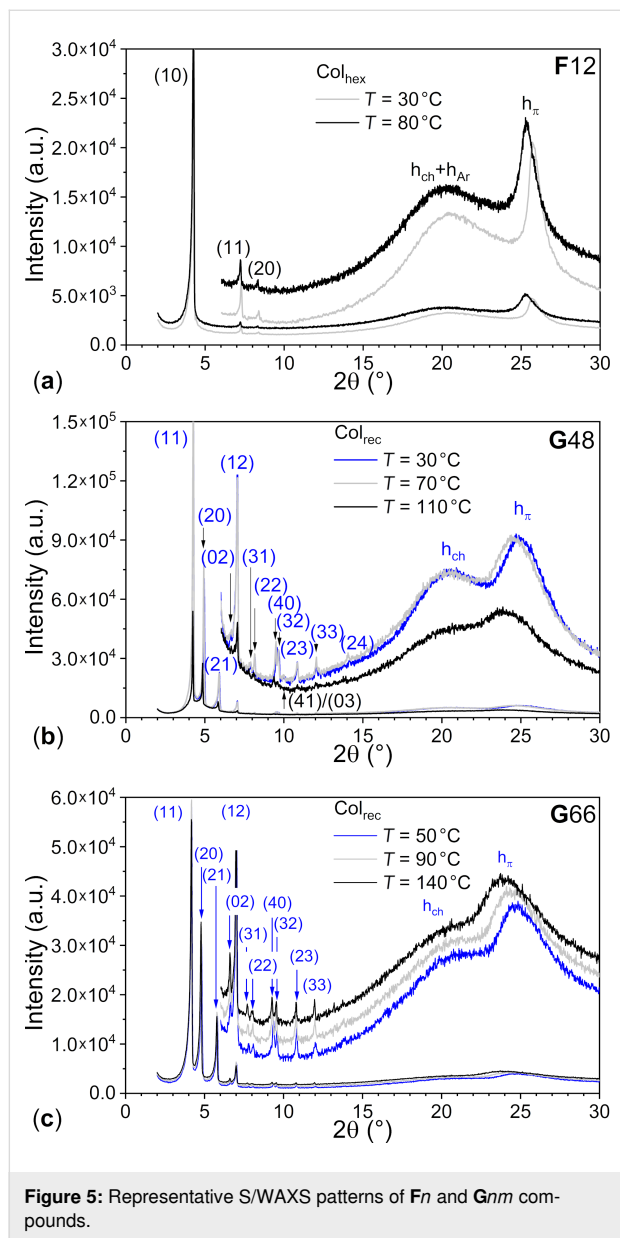 3.0×10⁴
2.5×10⁴
2.0×10⁴
1.5×10⁴
1.0×10⁴
5.0×10³
0.0
Intensity (a.u.)
(10)
Col_hex
T = 30 °C
T = 80 °C
F12
h_π
h_ch+h_Ar
(11)
(20)
0 5 10 15 20 25 30
2θ (°)
(a)
1.5×10⁵
1.2×10⁵
9.0×10⁴
6.0×10⁴
3.0×10⁴
0.0
Intensity (a.u.)
(11)
(12)
Col_rec
T = 30 °C
T = 70 °C
T = 110 °C
G48
(20)
(02)
(31)
(22)
(40)
(32)
(23)
(33)
(24)
(21)
(41)/(03)
h_ch
h_π
0 5 10 15 20 25 30
2θ (°)
(b)
6.0×10⁴
5.0×10⁴
4.0×10⁴
3.0×10⁴
2.0×10⁴
1.0×10⁴
0.0
Intensity (a.u.)
(11)
(12)
Col_rec
T = 50 °C
T = 90 °C
T = 140 °C
G66
(20)
(21)
(02)
(31)
(22)
(40)
(32)
(23)
(33)
h_ch
h_π
0 5 10 15 20 25 30
2θ (°)
(c)
Figure 5: Representative S/WAXS patterns of Fn and Gnm com-
pounds.